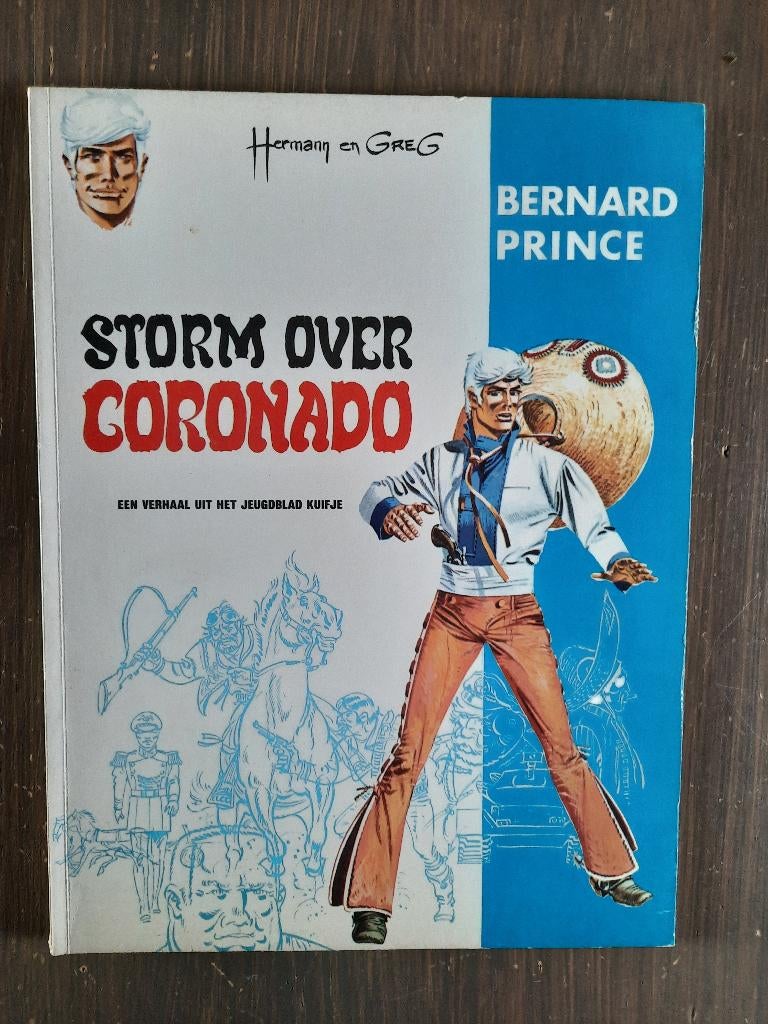 Hermann en GREG
BERNARD
PRINCE
STORM OVER
CORONADO
EEN VERHAAL UIT HET JEUGDBLAD KUIFJE